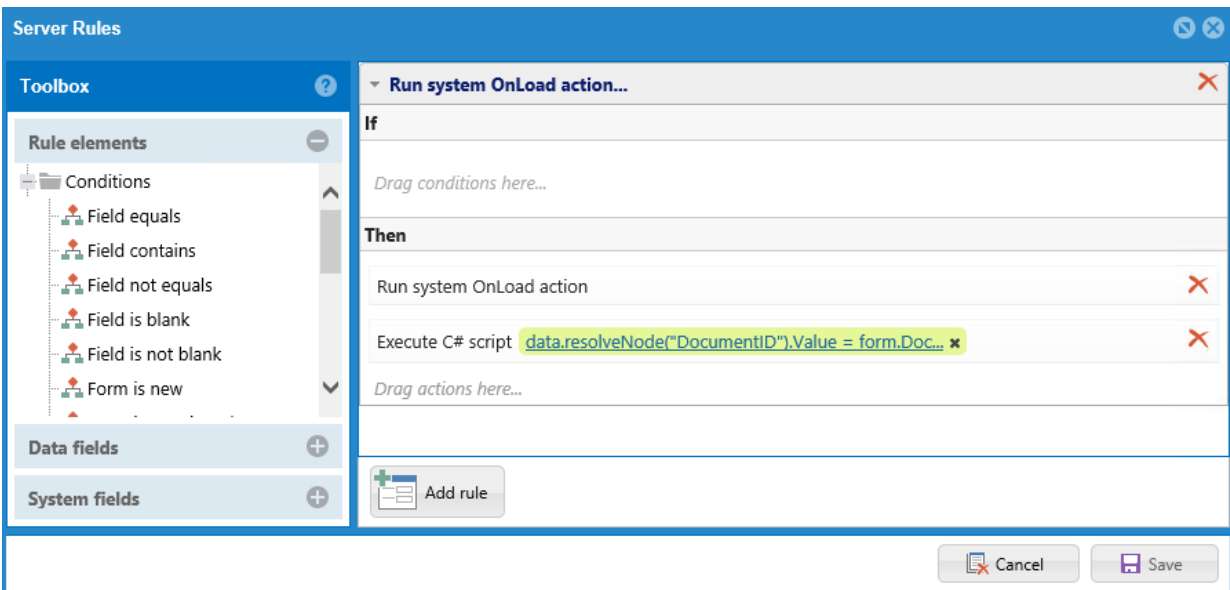 Server Rules
Toolbox
Rule elements
Conditions
Field equals
Field contains
Field not equals
Field is blank
Field is not blank
Form is new
Data fields
System fields
Run system OnLoad action...
If
Drag conditions here...
Then
Run system OnLoad action
Execute C# script data.resolveNode("DocumentID").Value = form.Doc...
Drag actions here...
Add rule
Cancel
Save